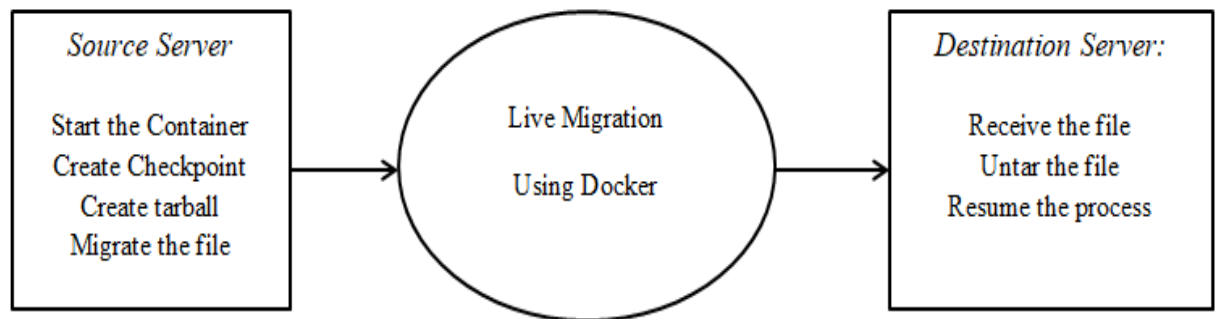 Source Server
Start the Container
Create Checkpoint
Create tarball
Migrate the file
Live Migration
Using Docker
Destination Server:
Receive the file
Untar the file
Resume the process